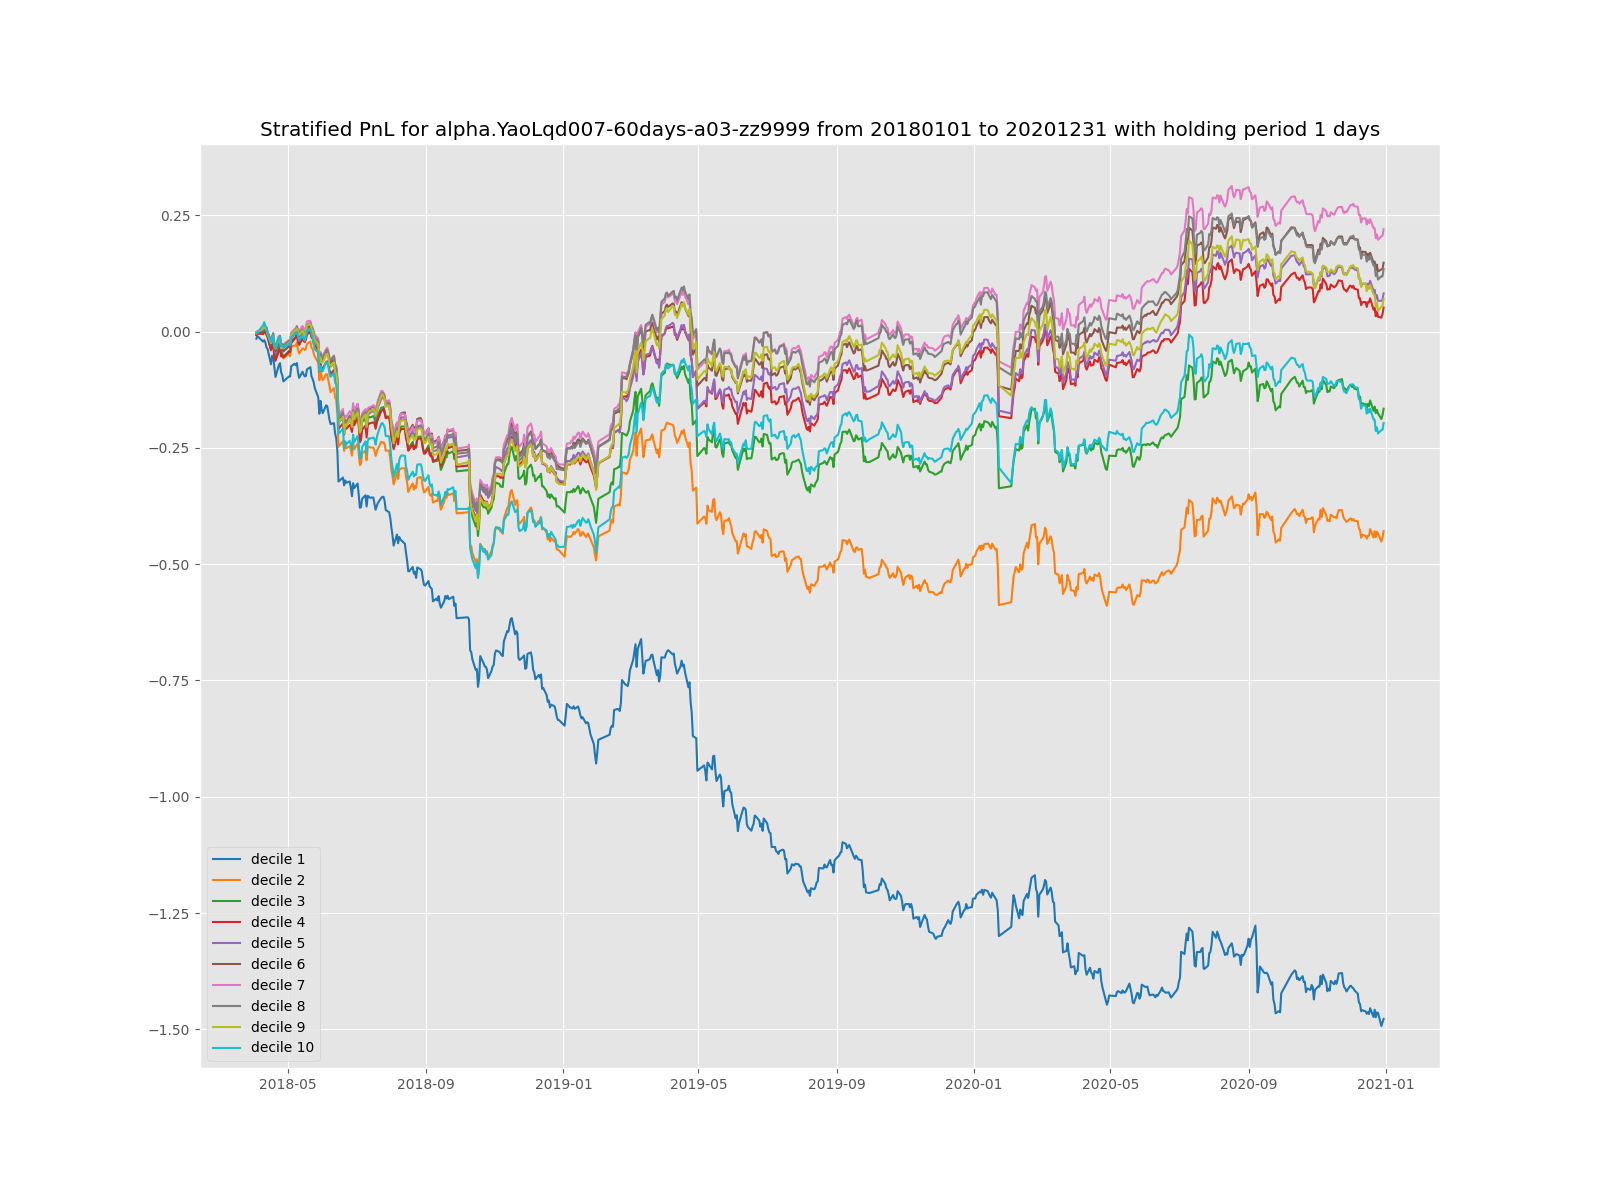 Stratified PnL for alpha.YaoLqd007-60days-a03-zz9999 from 20180101 to 20201231 with holding period 1 days
0.25
0.00
−0.25
−0.50
−0.75
−1.00
−1.25
−1.50
decile 1
decile 2
decile 3
decile 4
decile 5
decile 6
decile 7
decile 8
decile 9
decile 10
2018-05 2018-09 2019-01 2019-05 2019-09 2020-01 2020-05 2020-09 2021-01